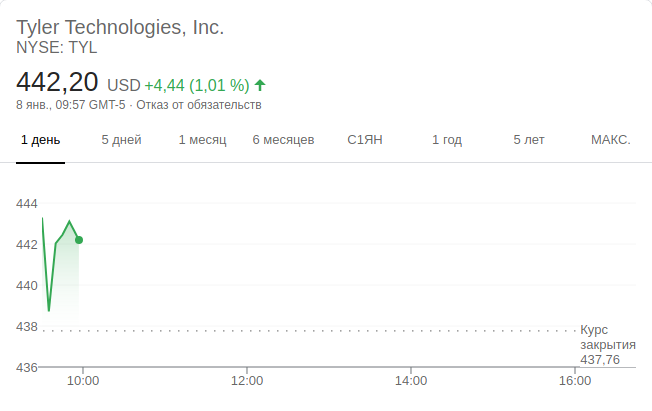 Tyler Technologies, Inc.
NYSE: TYL
442,20 USD +4,44 (1,01 %)
8 янв., 09:57 GMT-5 · Отказ от обязательств
1 день 5 дней 1 месяц 6 месяцев С1ЯН 1 год 5 лет МАКС.
444
442
440
438
Курс
закрытия
437,76
436
10:00 12:00 14:00 16:00